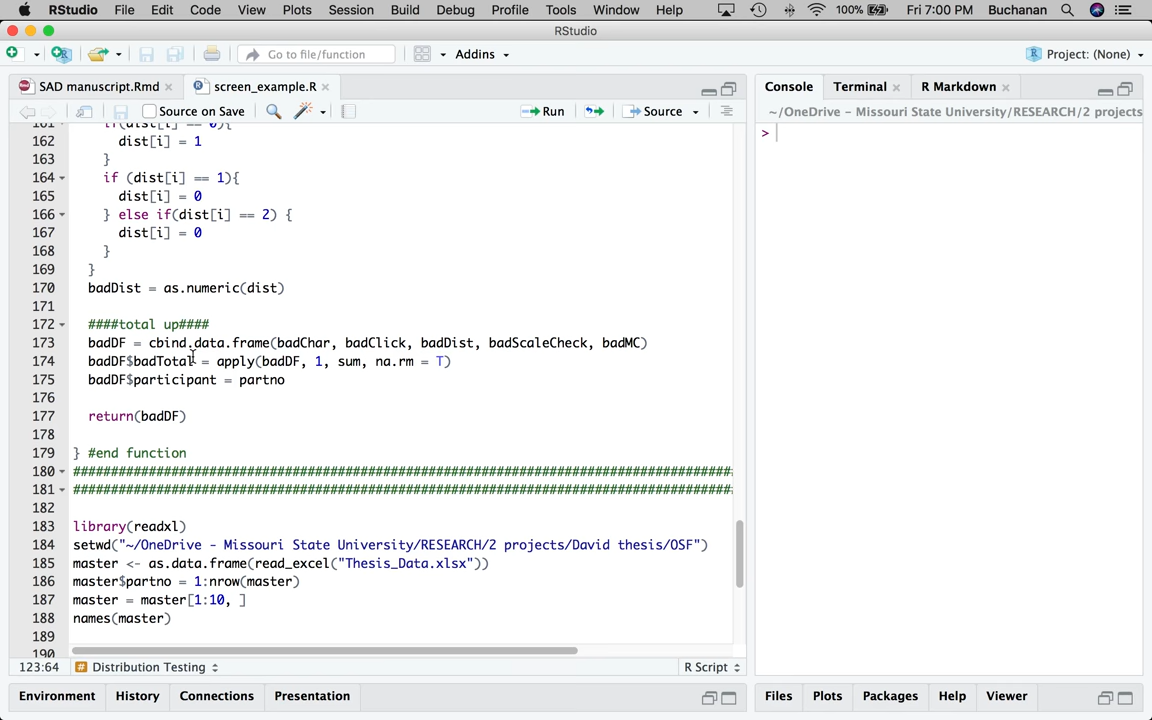 RStudio File Edit Code View Plots Session Build Debug Profile Tools Window Help 100% Fri 7:00 PM Buchanan
RStudio
Go to file/function Addins Project: (None)
SAD manuscript.Rmd screen_example.R
Source on Save Run Source
161 if(dist[i] == 0){
162 dist[i] = 1
163 }
164 if (dist[i] == 1){
165 dist[i] = 0
166 } else if(dist[i] == 2) {
167 dist[i] = 0
168 }
169 }
170 badDist = as.numeric(dist)
171
172 ####total up####
173 badDF = cbind.data.frame(badChar, badClick, badDist, badScaleCheck, badMC)
174 badDF$badTotal = apply(badDF, 1, sum, na.rm = T)
175 badDF$participant = partno
176
177 return(badDF)
178
179 } #end function
180 #########################################################################################
181 #########################################################################################
182
183 library(readxl)
184 setwd("~/OneDrive - Missouri State University/RESEARCH/2 projects/David thesis/OSF")
185 master <- as.data.frame(read_excel("Thesis_Data.xlsx"))
186 master$partno = 1:nrow(master)
187 master = master[1:10, ]
188 names(master)
189
190
123:64 # Distribution Testing R Script
Environment History Connections Presentation
Console Terminal R Markdown
~/OneDrive - Missouri State University/RESEARCH/2 projects
>
Files Plots Packages Help Viewer